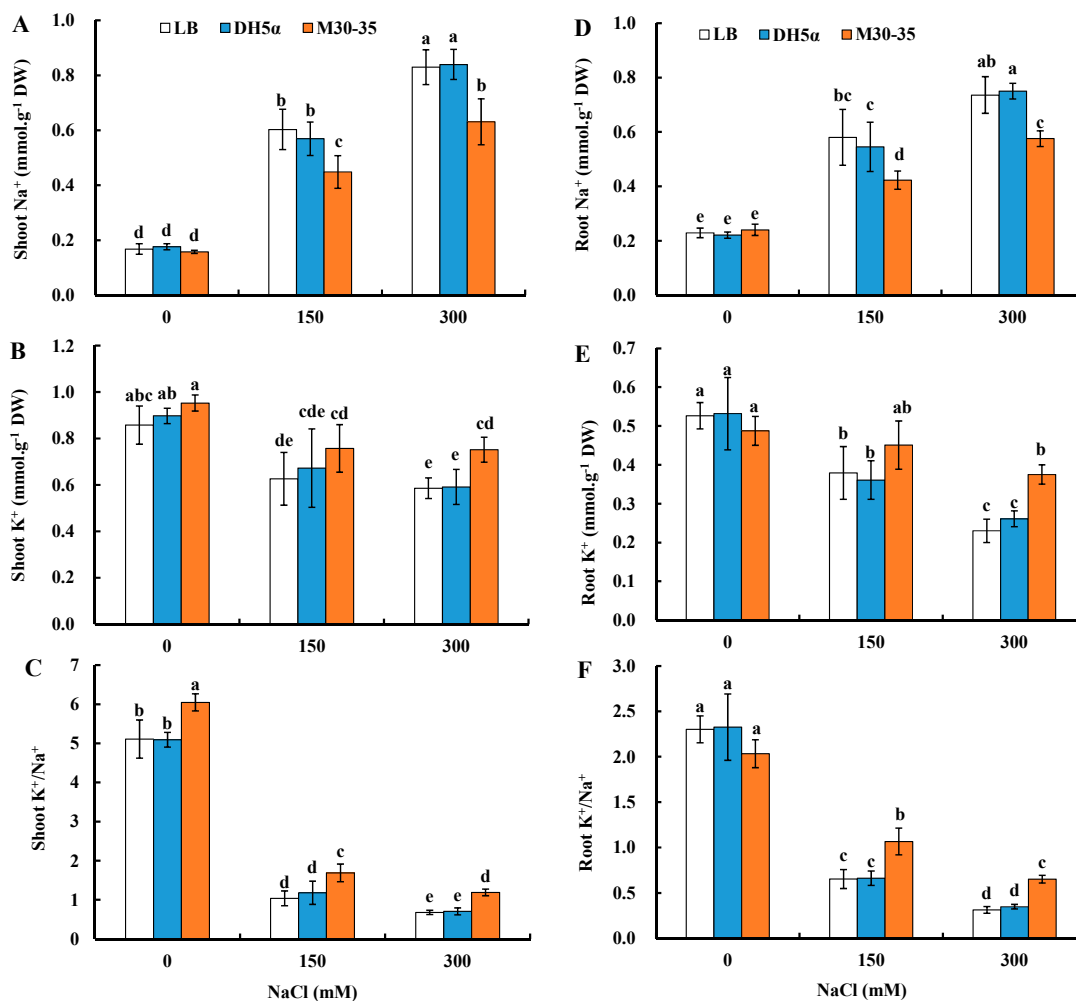 A
LB DH5α M30-35
Shoot Na⁺ (mmol.g⁻¹ DW)
1.0
0.8
0.6
0.4
0.2
0.0
d d d
b b c
a a b
0 150 300
B
Shoot K⁺ (mmol.g⁻¹ DW)
1.2
1.0
0.8
0.6
0.4
0.2
0.0
abc ab a
de cde cd
e e cd
0 150 300
C
Shoot K⁺/Na⁺
7
6
5
4
3
2
1
0
b b a
d d c
e e d
0 150 300
NaCl (mM)
D
LB DH5α M30-35
Root Na⁺ (mmol.g⁻¹ DW)
1.0
0.8
0.6
0.4
0.2
0.0
e e e
bc c d
ab a c
0 150 300
E
Root K⁺ (mmol.g⁻¹ DW)
0.7
0.6
0.5
0.4
0.3
0.2
0.1
0.0
a a a
b b ab
c c b
0 150 300
F
Root K⁺/Na⁺
3.0
2.5
2.0
1.5
1.0
0.5
0.0
a a a
c c b
d d c
0 150 300
NaCl (mM)